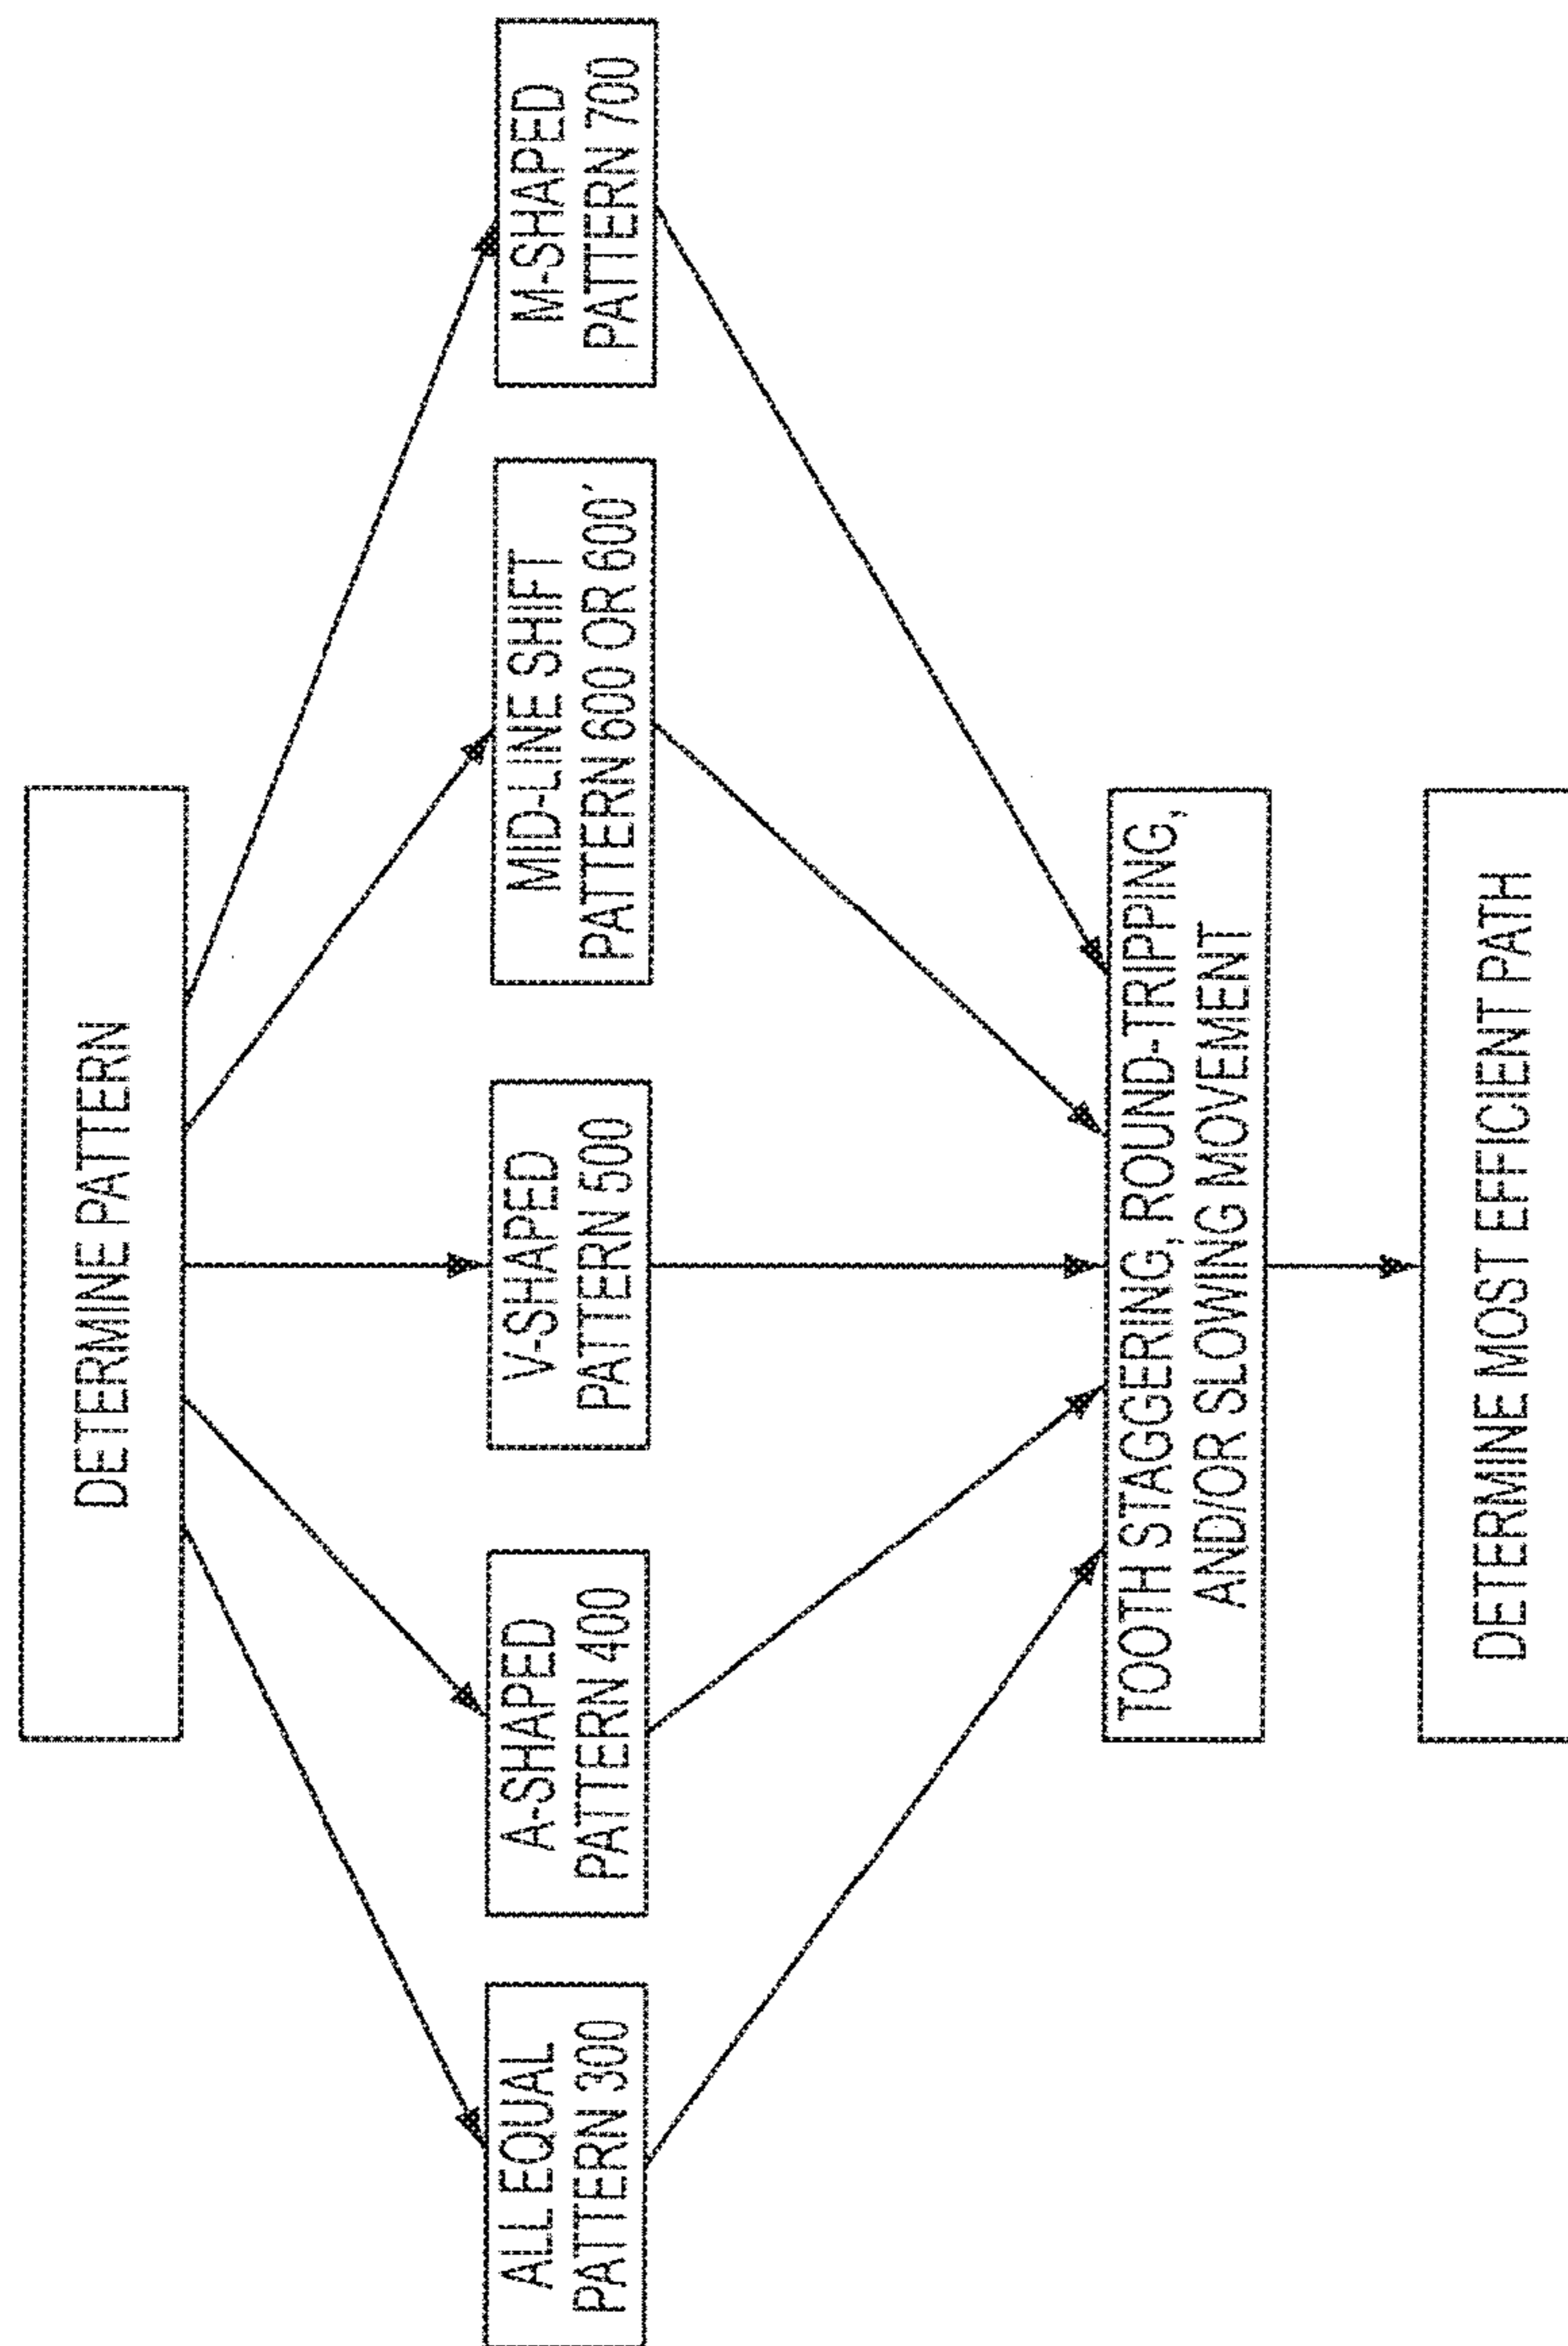 DETERMINE PATTERN
ALL EQUAL
PATTERN 300
A-SHAPED
PATTERN 400
V-SHAPED
PATTERN 500
MID-LINE SHIFT
PATTERN 600 OR 600′
M-SHAPED
PATTERN 700
TOOTH STAGGERING, ROUND-TRIPPING,
AND/OR SLOWING MOVEMENT
DETERMINE MOST EFFICIENT PATH